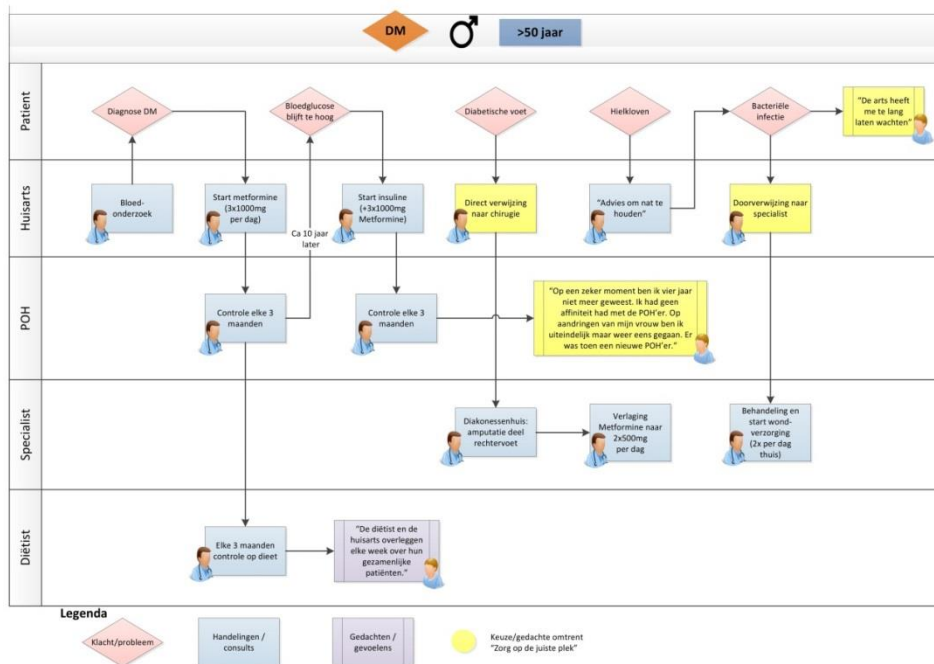 DM
>50 jaar
Patient
Diagnose DM
Bloedglucose
blijft te hoog
Diabetische voet
Hielkloven
Bacteriële
infectie
"De arts heeft
me te lang
laten wachten"
Huisarts
Bloed-
onderzoek
Start metformine
(3x1000mg
per dag)
Ca 10 jaar
later
Start insuline
(+3x1000mg
Metformine)
Direct verwijzing
naar chirugie
"Advies om nat te
houden"
Doorverwijzing naar
specialist
POH
Controle elke 3
maanden
Controle elke 3
maanden
"Op een zeker moment ben ik vier jaar
niet meer geweest. Ik had geen
affiniteit had met de POH'er. Op
aandringen van mijn vrouw ben ik
uiteindelijk maar weer eens gegaan. Er
was toen een nieuwe POH'er."
Specialist
Diakonessenhuis:
amputatie deel
rechtervoet
Verlaging
Metformine naar
2x500mg
per dag
Behandeling en
start wond-
verzorging
(2x per dag
thuis)
Diëtist
Elke 3 maanden
controle op dieet
"De diëtist en de
huisarts overleggen
elke week over hun
gezamenlijke
patiënten."
Legenda
Klacht/probleem
Handelingen /
consults
Gedachten /
gevoelens
Keuze/gedachte omtrent
"Zorg op de juiste plek"